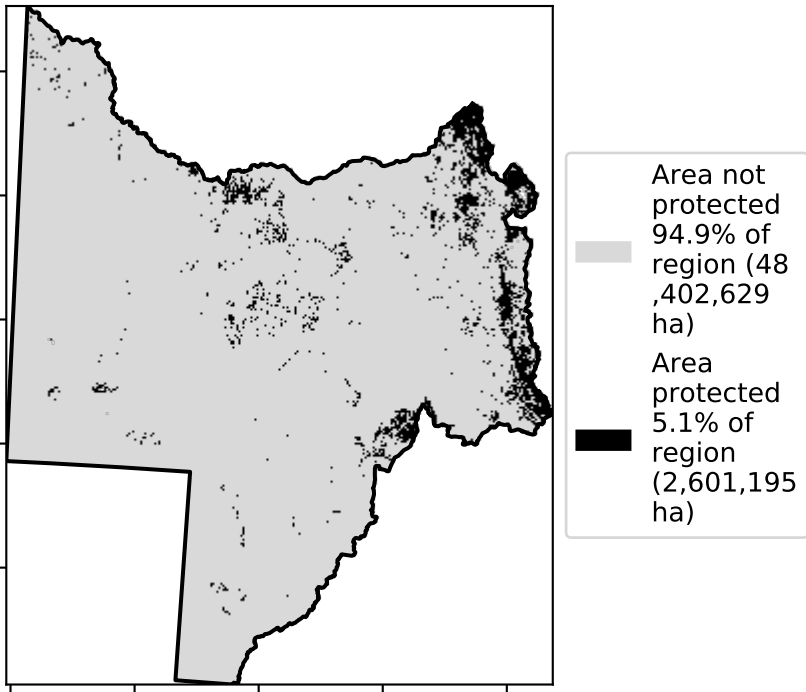 Area not
protected
94.9% of
region (48
,402,629
ha)
Area
protected
5.1% of
region
(2,601,195
ha)